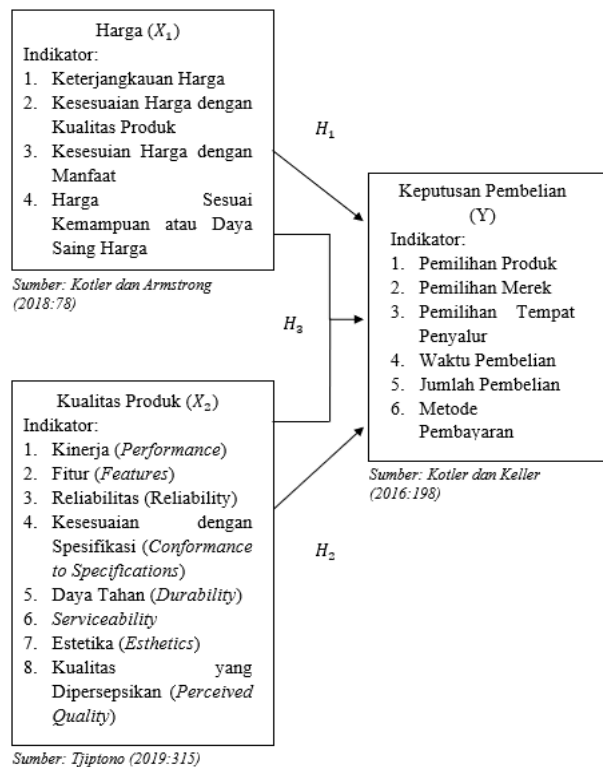 Harga (X₁)
Indikator:
1. Keterjangkauan Harga
2. Kesesuaian Harga dengan
Kualitas Produk
3. Kesesuian Harga dengan
Manfaat
4. Harga Sesuai
Kemampuan atau Daya
Saing Harga
Sumber: Kotler dan Armstrong
(2018:78)
H₁
Keputusan Pembelian
(Y)
Indikator:
1. Pemilihan Produk
2. Pemilihan Merek
3. Pemilihan Tempat
Penyalur
4. Waktu Pembelian
5. Jumlah Pembelian
6. Metode
Pembayaran
Sumber: Kotler dan Keller
(2016:198)
H₃
Kualitas Produk (X₂)
Indikator:
1. Kinerja (Performance)
2. Fitur (Features)
3. Reliabilitas (Reliability)
4. Kesesuaian dengan
Spesifikasi (Conformance
to Specifications)
5. Daya Tahan (Durability)
6. Serviceability
7. Estetika (Esthetics)
8. Kualitas yang
Dipersepsikan (Perceived
Quality)
Sumber: Tjiptono (2019:315)
H₂